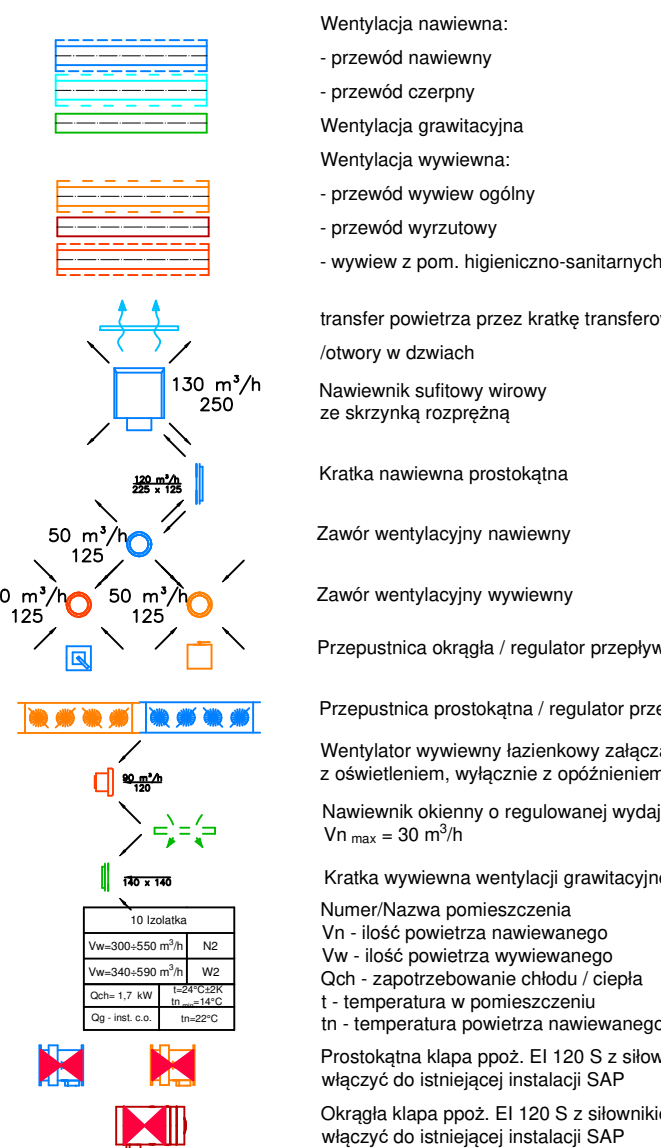 Wentylacja nawiewna:
- przewód nawiewny
- przewód czerpny
Wentylacja grawitacyjna
Wentylacja wywiewna:
- przewód wywiew ogólny
- przewód wyrzutowy
- wywiew z pom. higieniczno-sanitarnych
transfer powietrza przez kratkę
/otwory w dzwiach
130 m³/h
250
Nawiewnik sufitowy wirowy
ze skrzynką rozprężną
120 m³/h
225 x 125
Kratka nawiewna prostokątna
50 m³/h
125
Zawór wentylacyjny nawiewny
0 m³/h
125
50 m³/h
125
Zawór wentylacyjny wywiewny
Przepustnica okrągła / regulator
Przepustnica prostokątna / regulator
90 m³/h
120
Wentylator wywiewny łazienkowy
z oświetleniem, wyłącznie z opóźnieniem
Nawiewnik okienny o regulowanej
Vn max = 30 m³/h
140 x 140
Kratka wywiewna wentylacji
10 Izolatka
Vw=300÷550 m³/h N2
Vw=340÷590 m³/h W2
Qch= 1,7 kW t=24°C±2K
tn min=14°C
Qg - inst. c.o. tn=22°C
Numer/Nazwa pomieszczenia
Vn - ilość powietrza nawiewanego
Vw - ilość powietrza wywiewanego
Qch - zapotrzebowanie chłodu / ciepła
t - temperatura w pomieszczeniu
tn - temperatura powietrza nawiewanego
Prostokątna klapa ppoż. EI 120 S z
włączyć do istniejącej instalacji SAP
Okrągła klapa ppoż. EI 120 S z
włączyć do istniejącej instalacji SAP